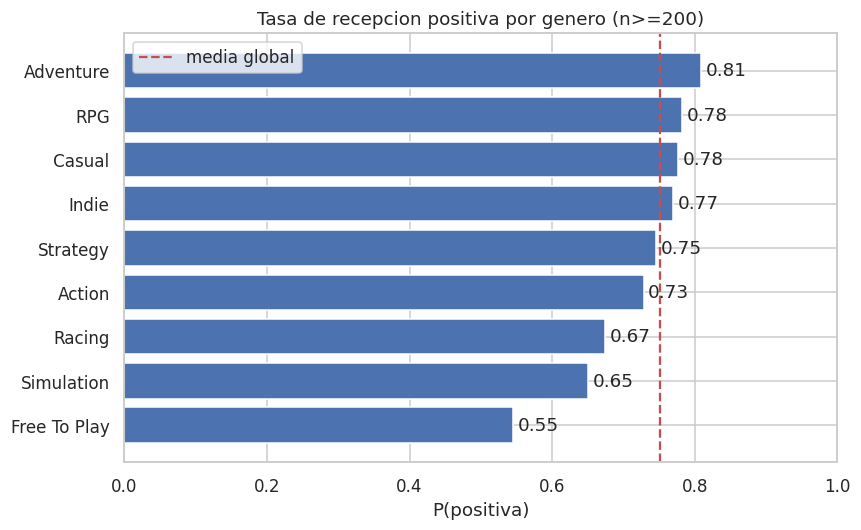 Tasa de recepcion positiva por genero (n>=200)
media global
Adventure 0.81
RPG 0.78
Casual 0.78
Indie 0.77
Strategy 0.75
Action 0.73
Racing 0.67
Simulation 0.65
Free To Play 0.55
0.0 0.2 0.4 0.6 0.8 1.0
P(positiva)